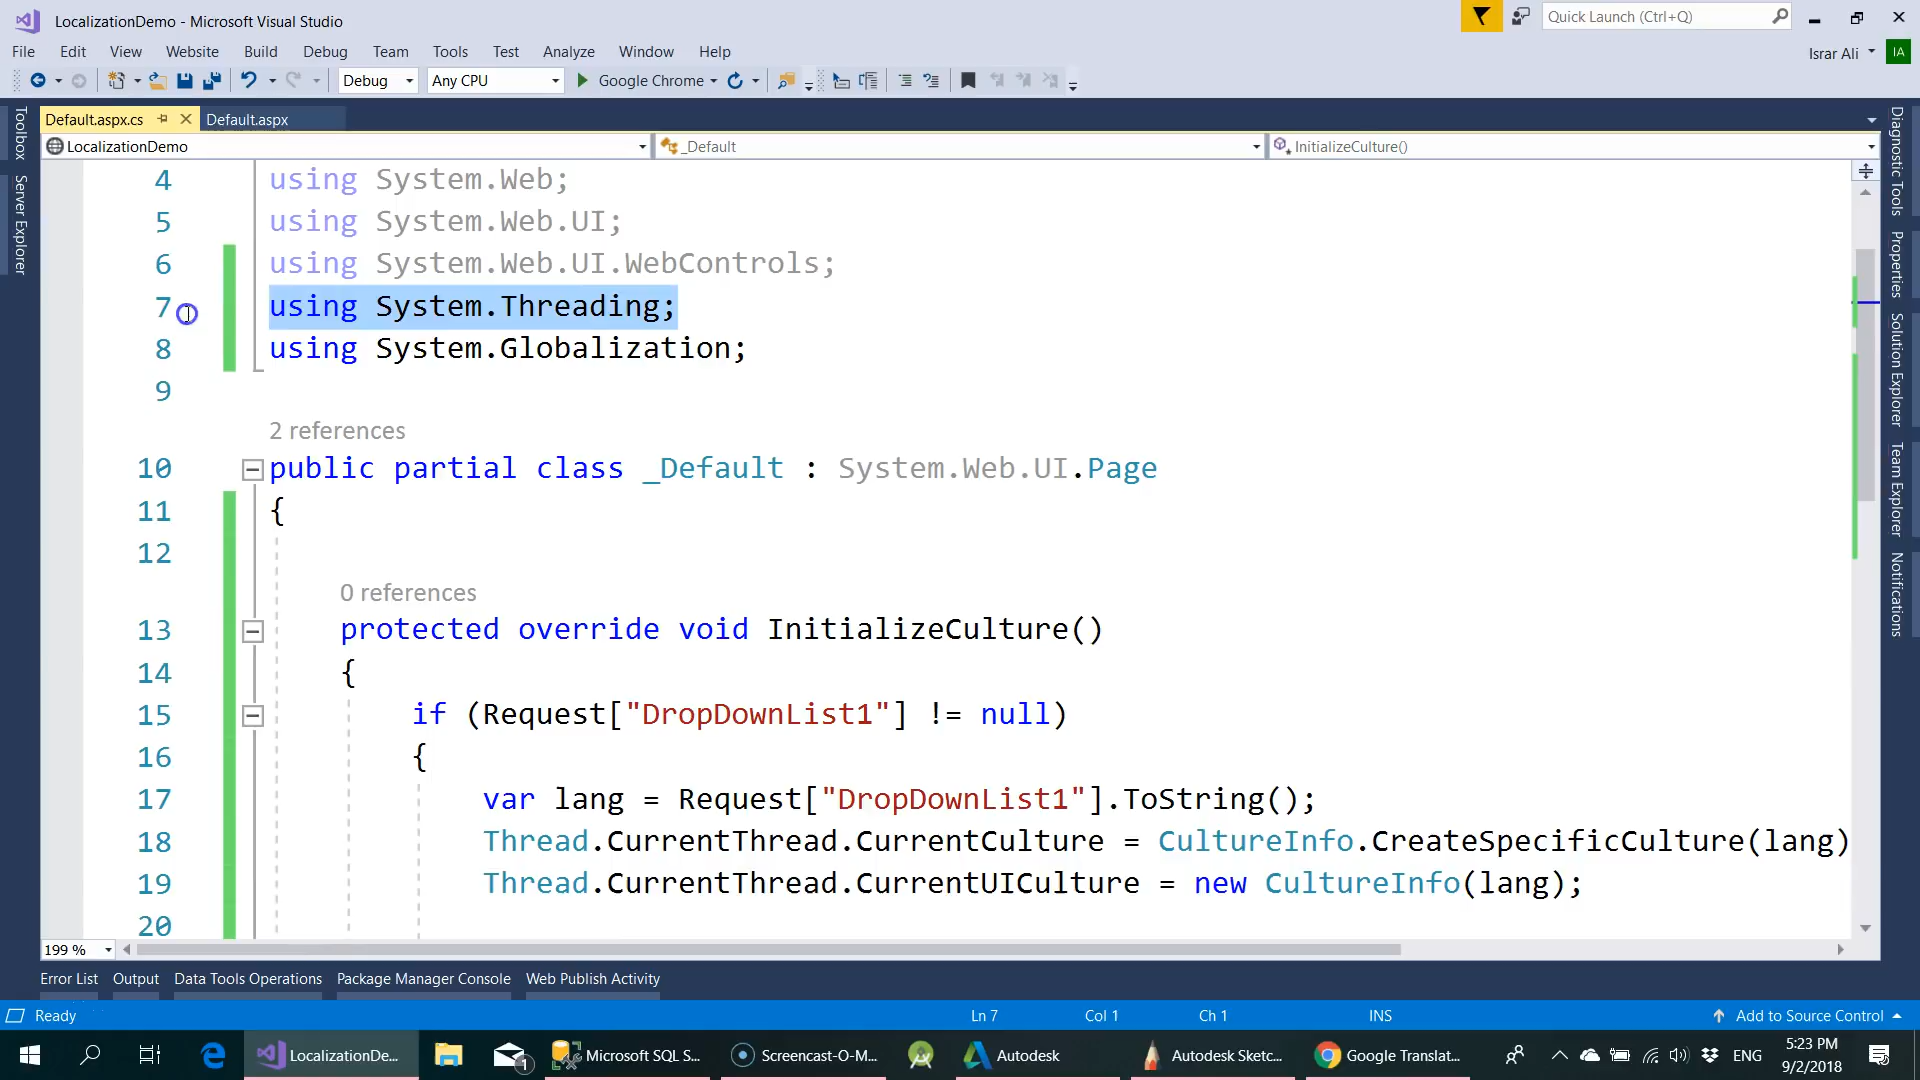 LocalizationDemo - Microsoft Visual Studio
Quick Launch (Ctrl+Q)
File Edit View Website Build Debug Team Tools Test Analyze Window Help
Israr Ali IA
Debug Any CPU Google Chrome
Default.aspx.cs Default.aspx
LocalizationDemo _Default InitializeCulture()
Toolbox
Server Explorer
Diagnostic Tools
Properties
Solution Explorer
Team Explorer
Notifications
4 using System.Web;
5 using System.Web.UI;
6 using System.Web.UI.WebControls;
7 using System.Threading;
8 using System.Globalization;
9
2 references
10 public partial class _Default : System.Web.UI.Page
11 {
12
0 references
13 protected override void InitializeCulture()
14 {
15 if (Request["DropDownList1"] != null)
16 {
17 var lang = Request["DropDownList1"].ToString();
18 Thread.CurrentThread.CurrentCulture = CultureInfo.CreateSpecificCulture(lang)
19 Thread.CurrentThread.CurrentUICulture = new CultureInfo(lang);
20
199 %
Error List Output Data Tools Operations Package Manager Console Web Publish Activity
Ready Ln 7 Col 1 Ch 1 INS Add to Source Control
LocalizationDe... 1 Microsoft SQL S... Screencast-O-M... Autodesk Autodesk Sketc... Google Translat... ENG 5:23 PM
9/2/2018